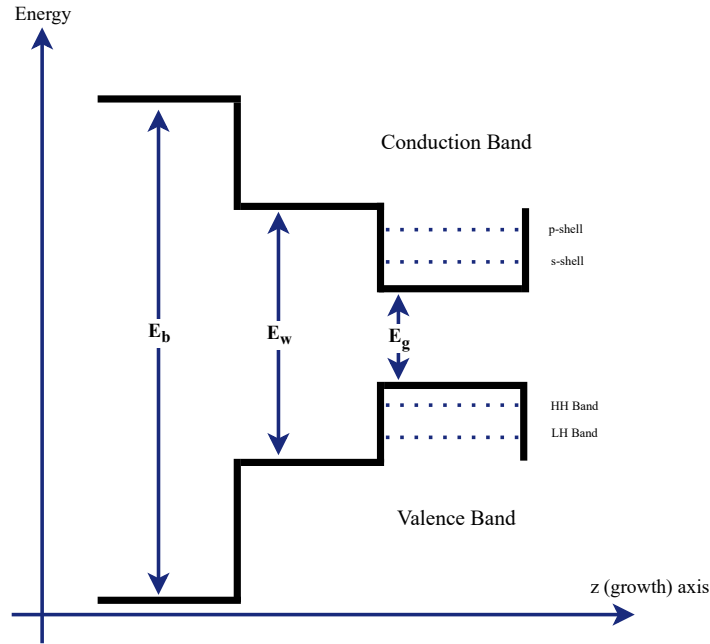 Energy
Conduction Band
p-shell
s-shell
E_b
E_w
E_g
HH Band
LH Band
Valence Band
z (growth) axis